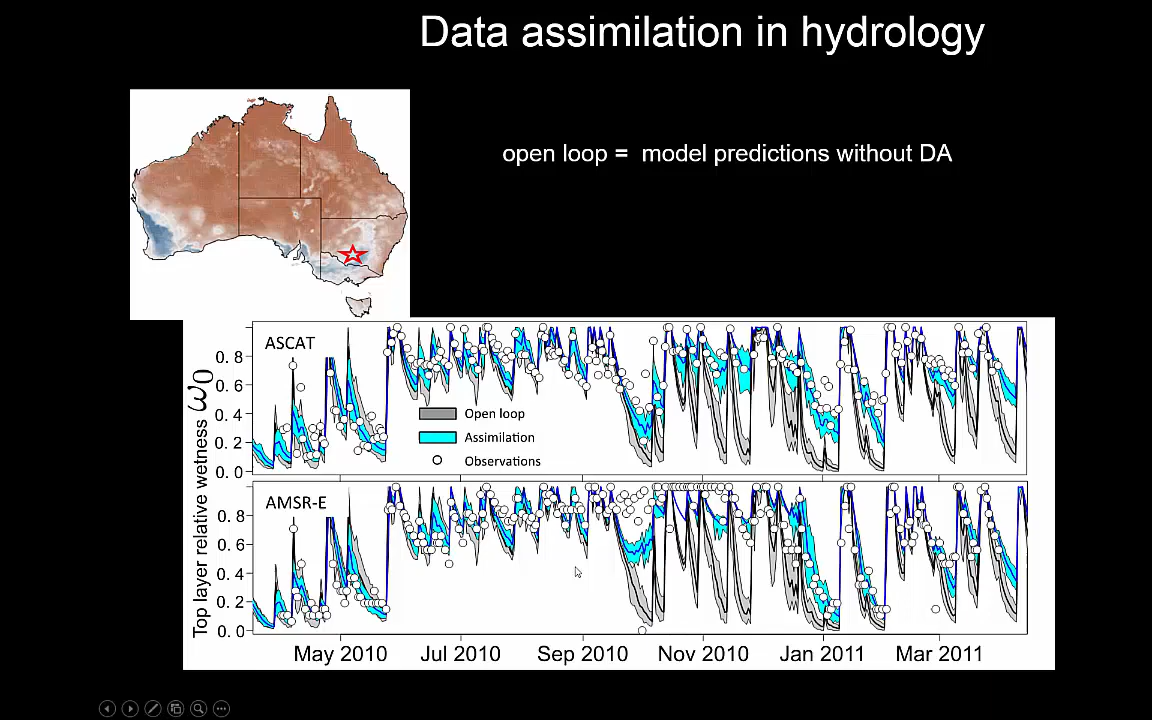 Data assimilation in hydrology
open loop = model predictions without DA
Top layer relative wetness ω0
ASCAT
0. 8
0. 6
0. 4
0. 2
0. 0
Open loop
Assimilation
Observations
AMSR-E
0. 8
0. 6
0. 4
0. 2
0. 0
May 2010 Jul 2010 Sep 2010 Nov 2010 Jan 2011 Mar 2011